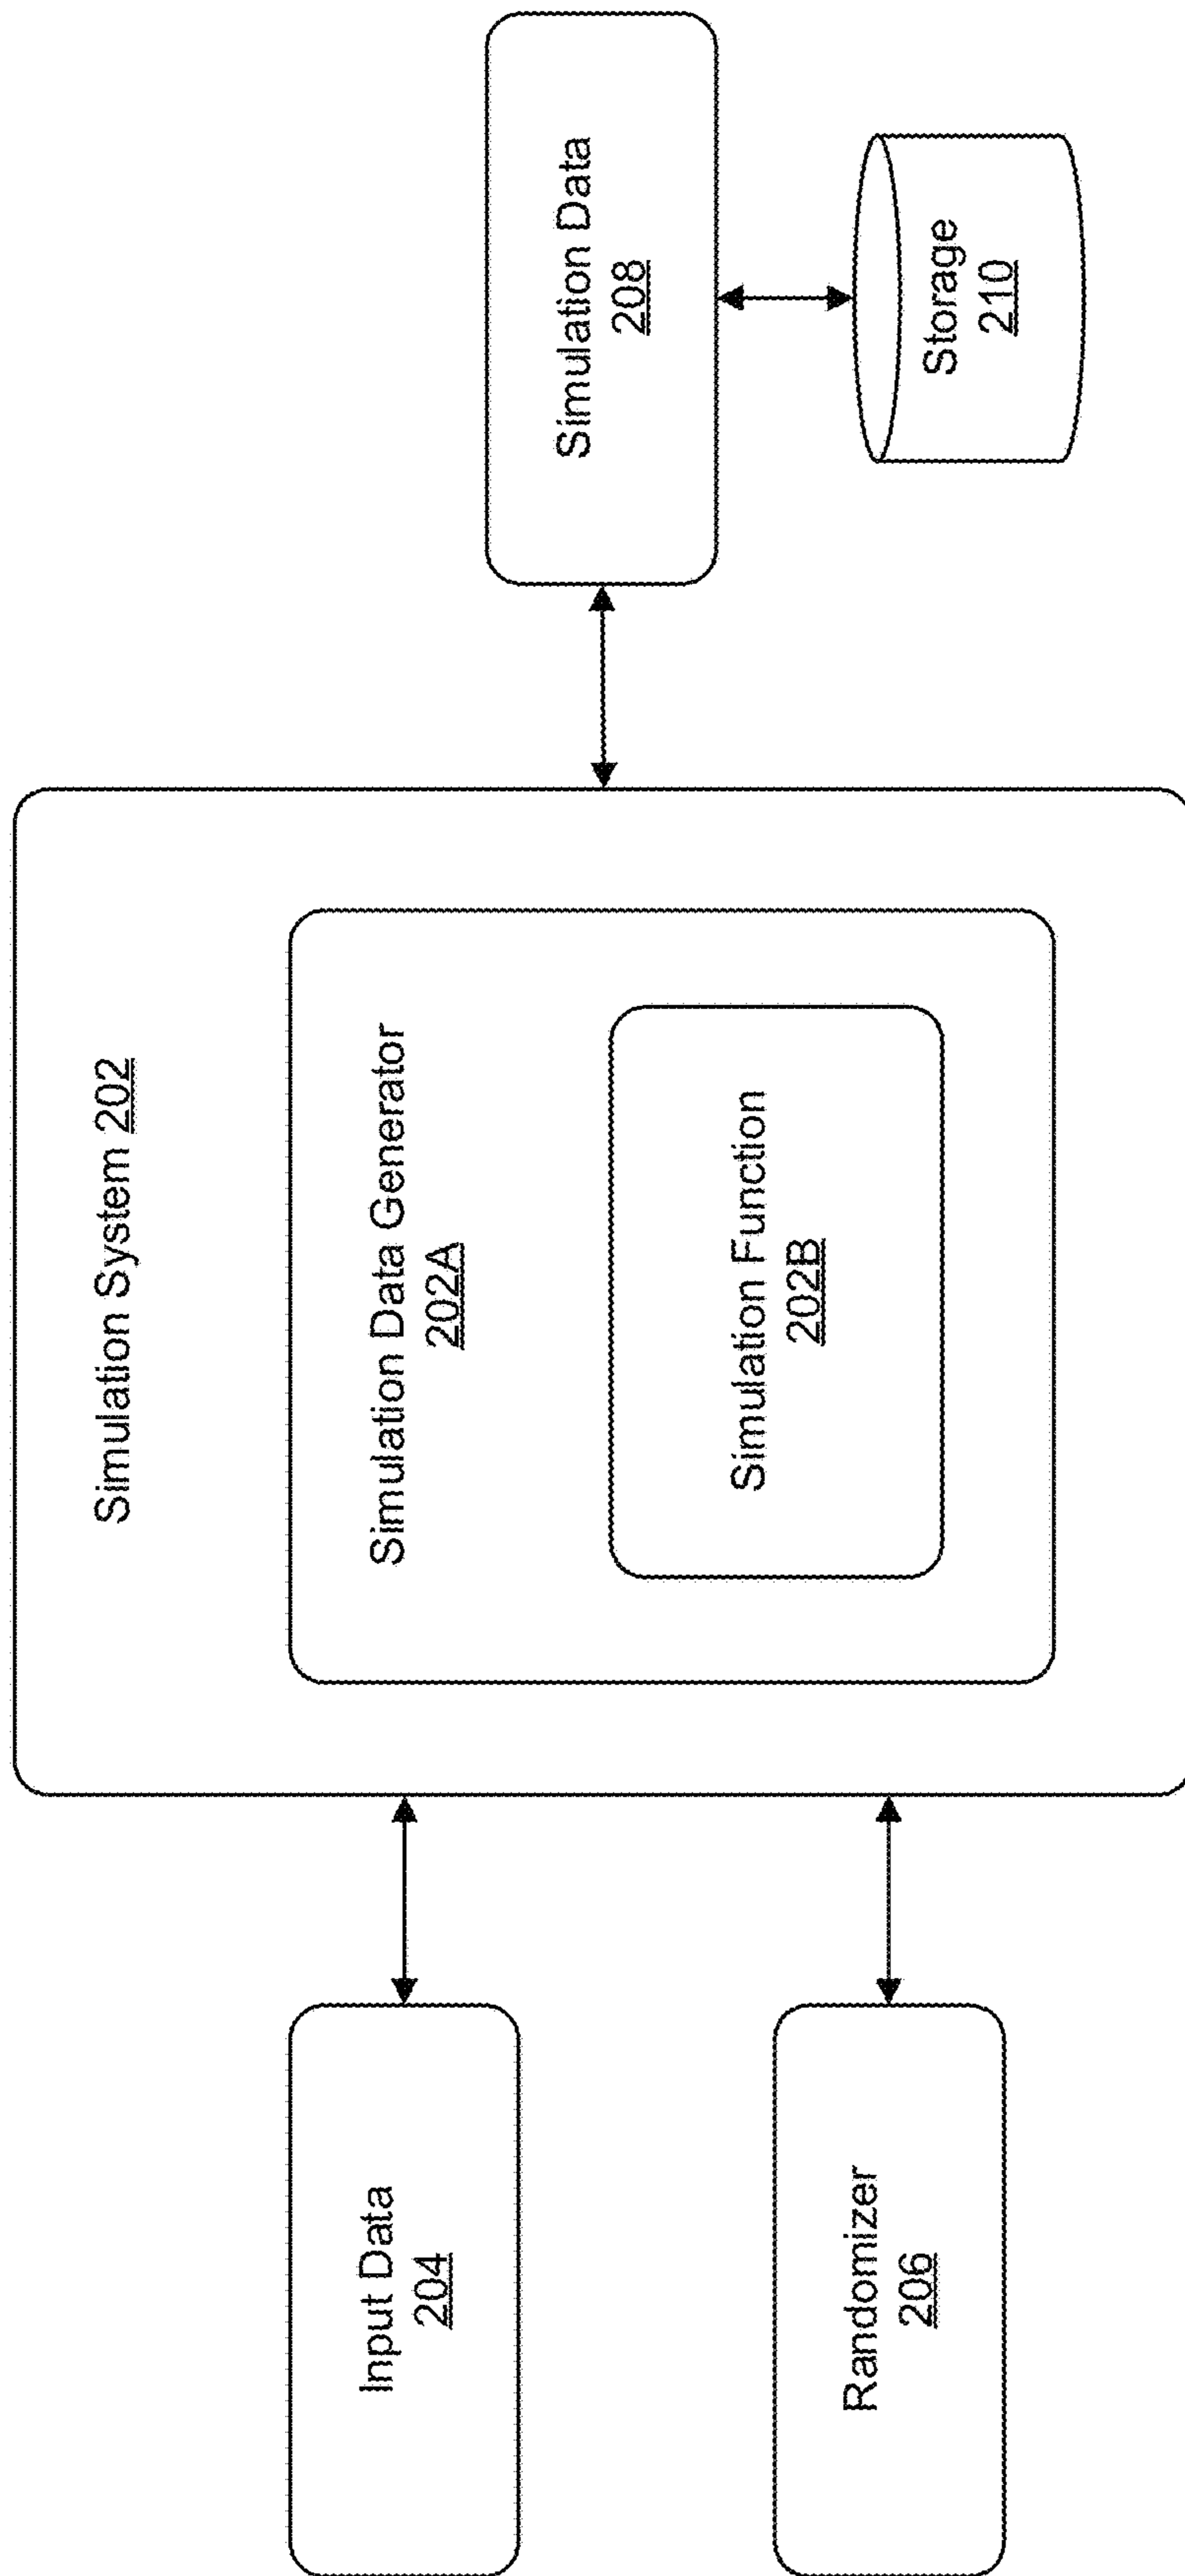 Simulation System 202
Simulation Data Generator
202A
Simulation Function
202B
Input Data
204
Randomizer
206
Simulation Data
208
Storage
210